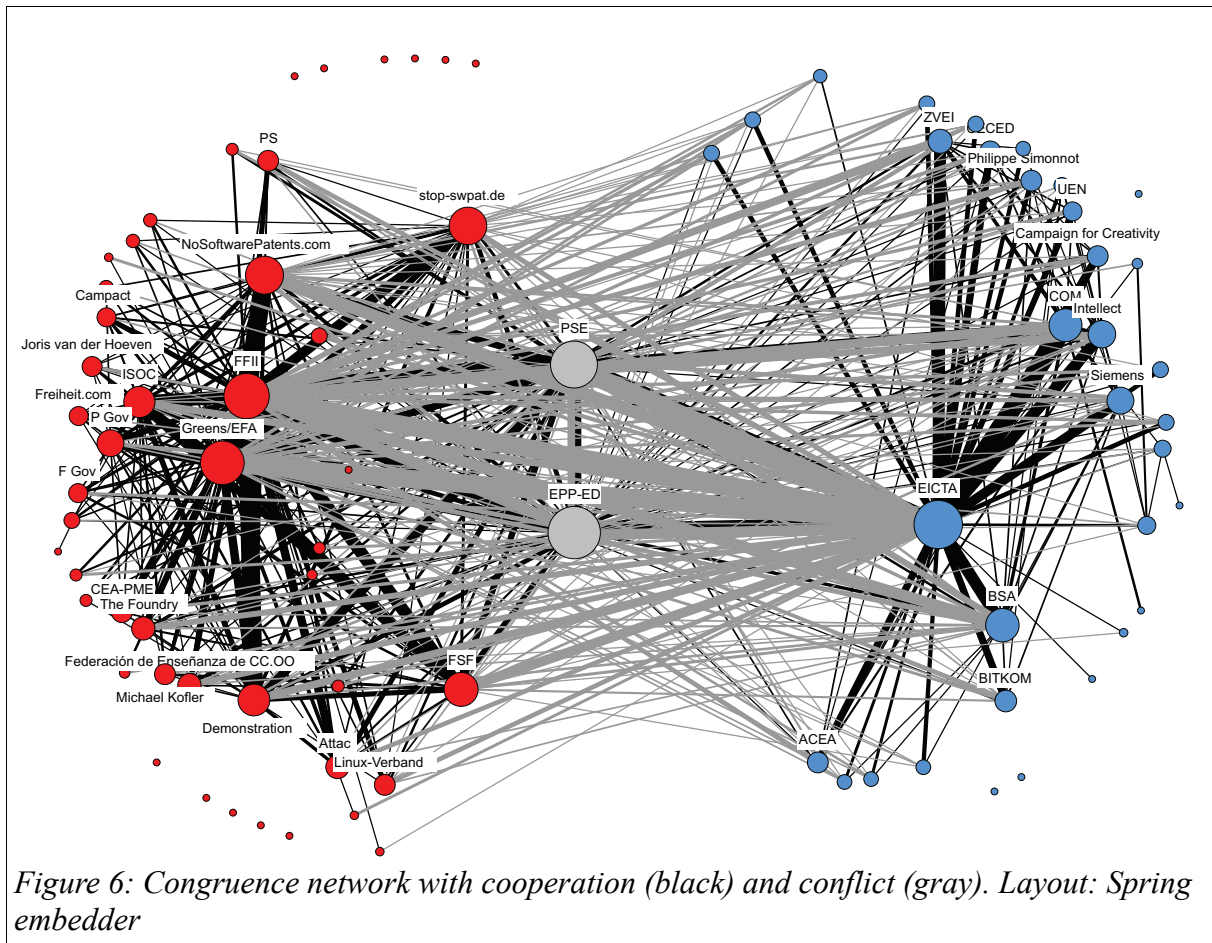 PS
ZVEI
CECED
Philippe Simonnot
UEN
stop-swpat.de
Campaign for Creativity
NoSoftwarePatents.com
Campact
COM
Intellect
PSE
Joris van der Hoeven
FFII
ISOC
Siemens
Freiheit.com
P Gov
Greens/EFA
F Gov
EPP-ED
EICTA
CEA-PME
The Foundry
BSA
Federación de Enseñanza de CC.OO
FSF
Michael Kofler
BITKOM
Demonstration
Attac
ACEA
Linux-Verband
Figure 6: Congruence network with cooperation (black) and conflict (gray). Layout: Spring
embedder